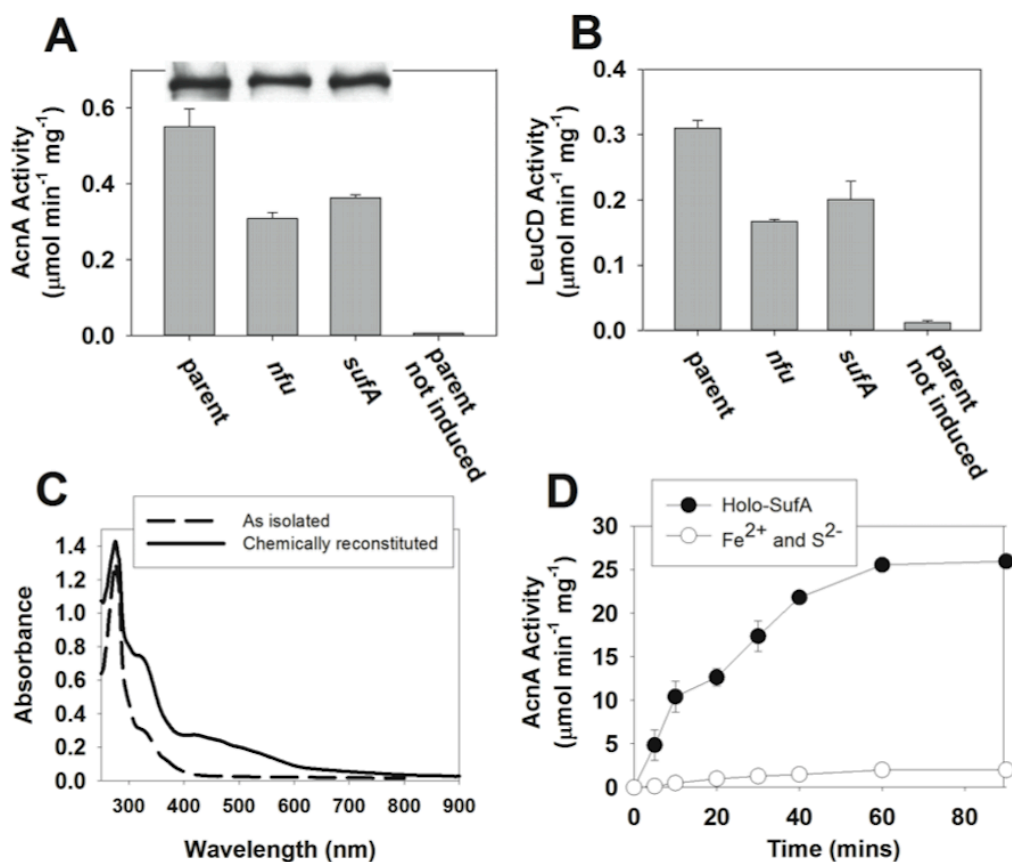 A
AcnA Activity
(μmol min⁻¹ mg⁻¹)
0.6
0.4
0.2
0.0
parent
nfu
sufA
parent
not induced
B
LeuCD Activity
(μmol min⁻¹ mg⁻¹)
0.4
0.3
0.2
0.1
0.0
parent
nfu
sufA
parent
not induced
C
As isolated
Chemically reconstituted
Absorbance
1.4
1.2
1.0
0.8
0.6
0.4
0.2
0.0
300 400 500 600 700 800 900
Wavelength (nm)
D
Holo-SufA
Fe²⁺ and S²⁻
AcnA Activity
(μmol min⁻¹ mg⁻¹)
30
25
20
15
10
5
0
0 20 40 60 80
Time (mins)